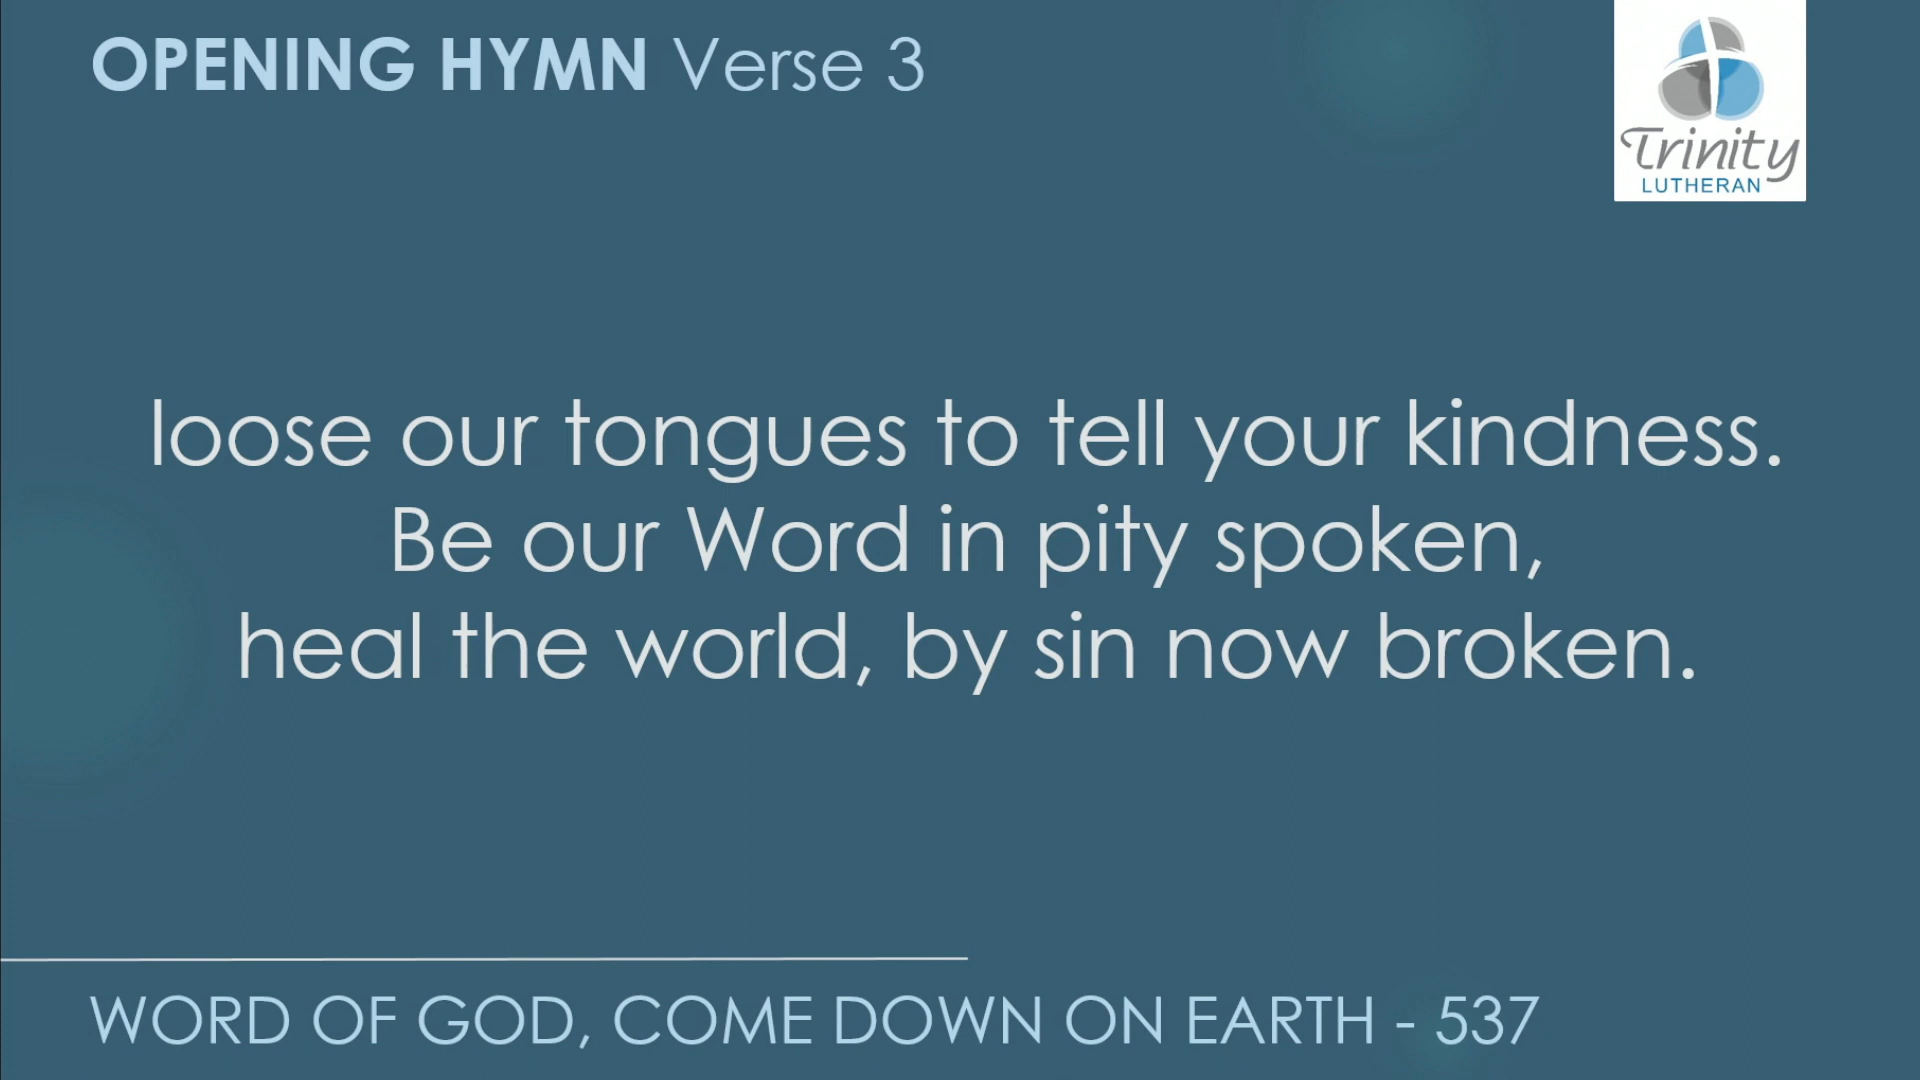 OPENING HYMN Verse 3
Trinity
LUTHERAN
loose our tongues to tell your kindness.
Be our Word in pity spoken,
heal the world, by sin now broken.
WORD OF GOD, COME DOWN ON EARTH - 537